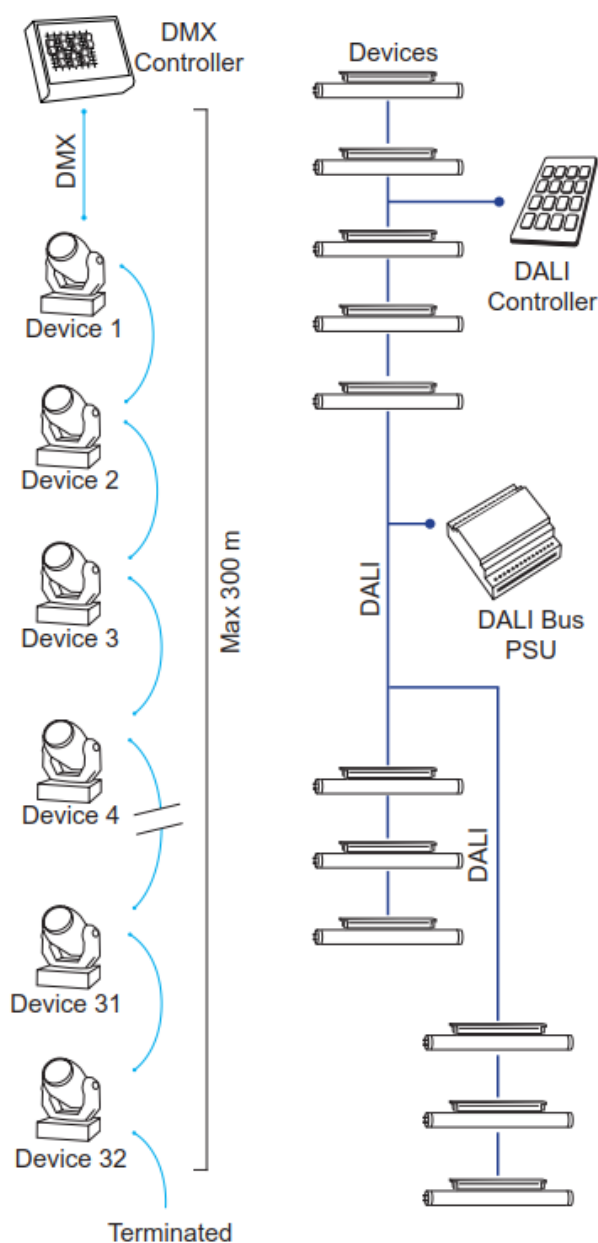 DMX
Controller
DMX
Device 1
Device 2
Device 3
Device 4
Device 31
Device 32
Terminated
Max 300 m
Devices
DALI
Controller
DALI
DALI Bus
PSU
DALI